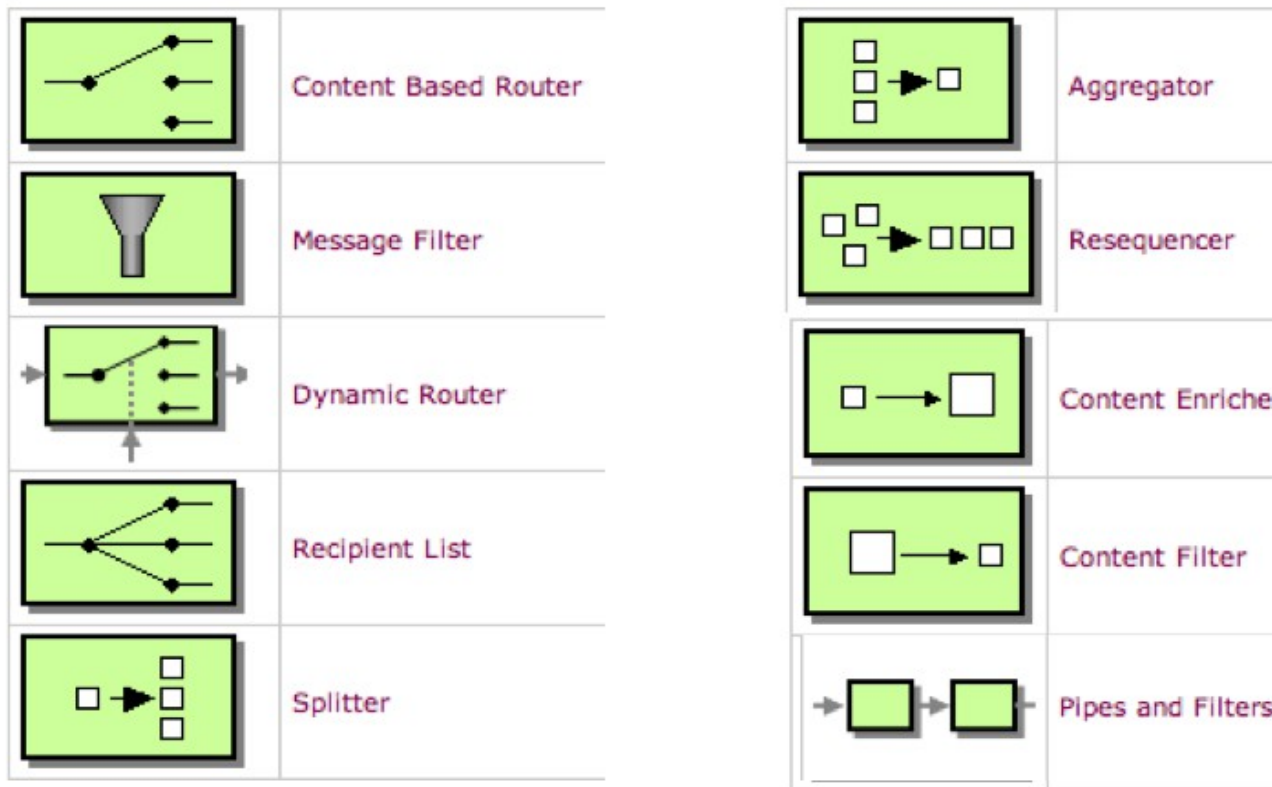 Content Based Router
Message Filter
Dynamic Router
Recipient List
Splitter
Aggregator
Resequencer
Content Enriche
Content Filter
Pipes and Filters